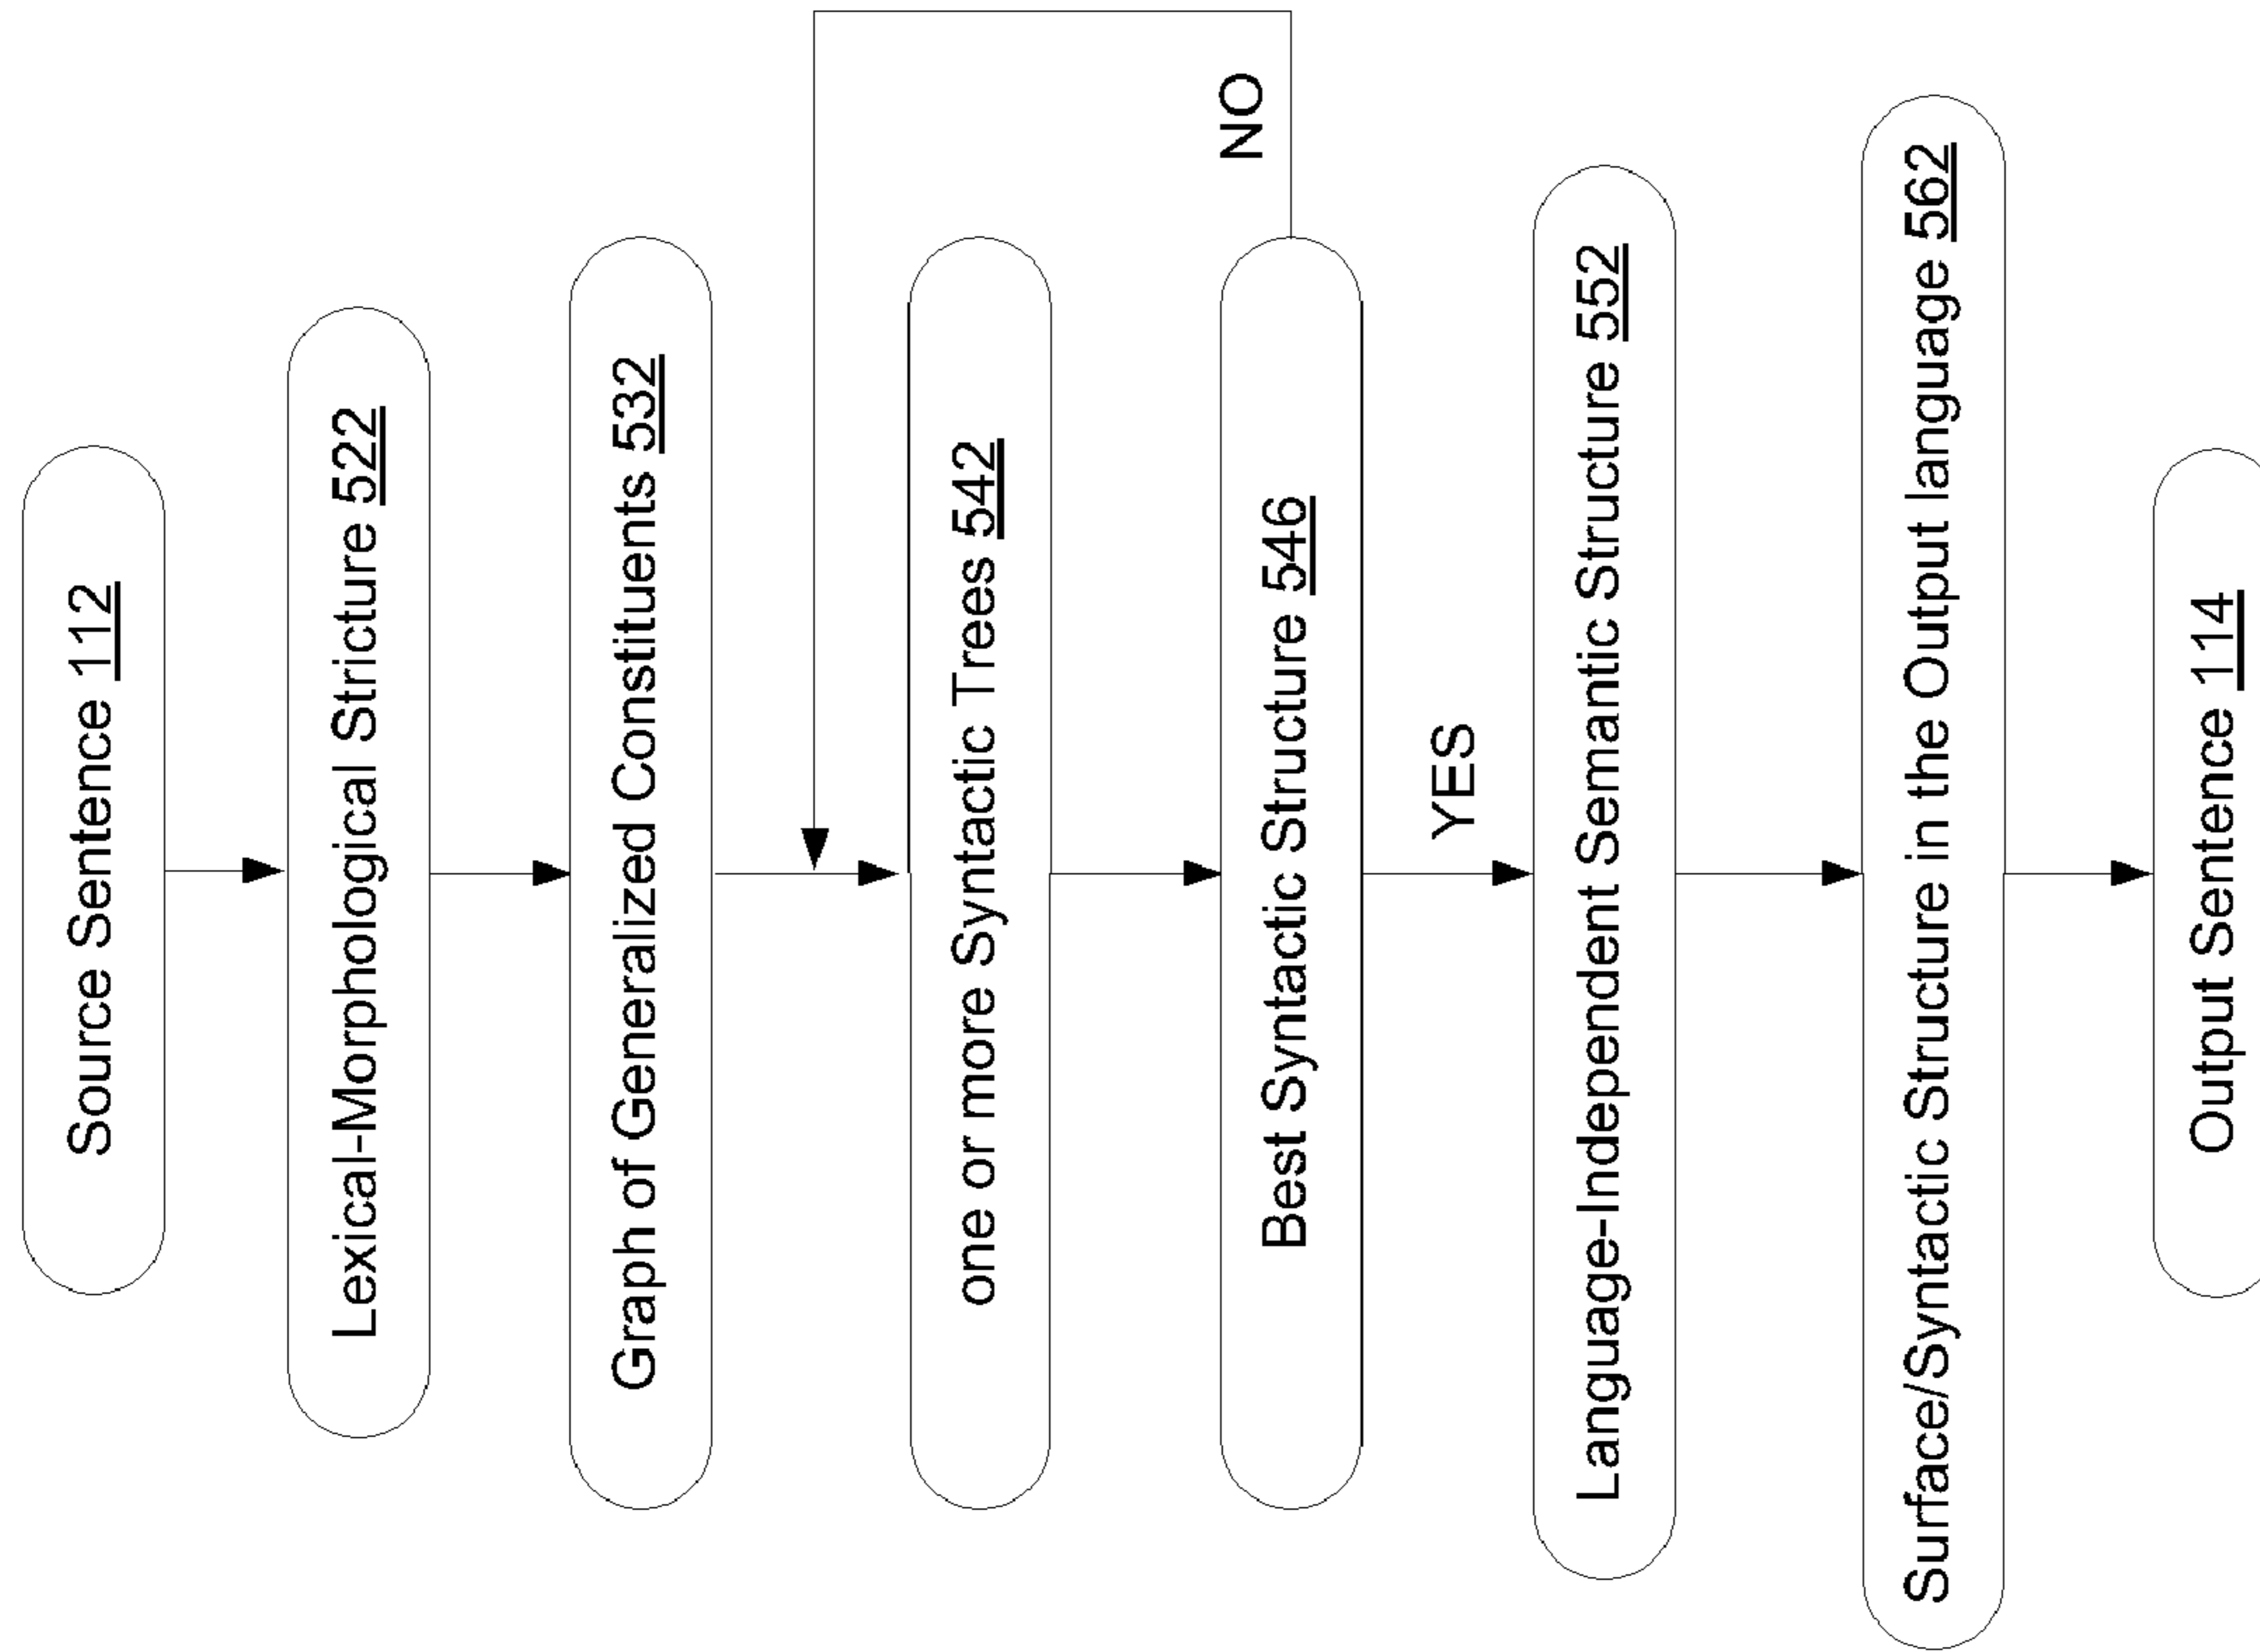 Source Sentence 112
Lexical-Morphological Stricture 522
Graph of Generalized Constituents 532
one or more Syntactic Trees 542
Best Syntactic Structure 546
NO
YES
Language-Independent Semantic Structure 552
Surface/Syntactic Structure in the Output language 562
Output Sentence 114